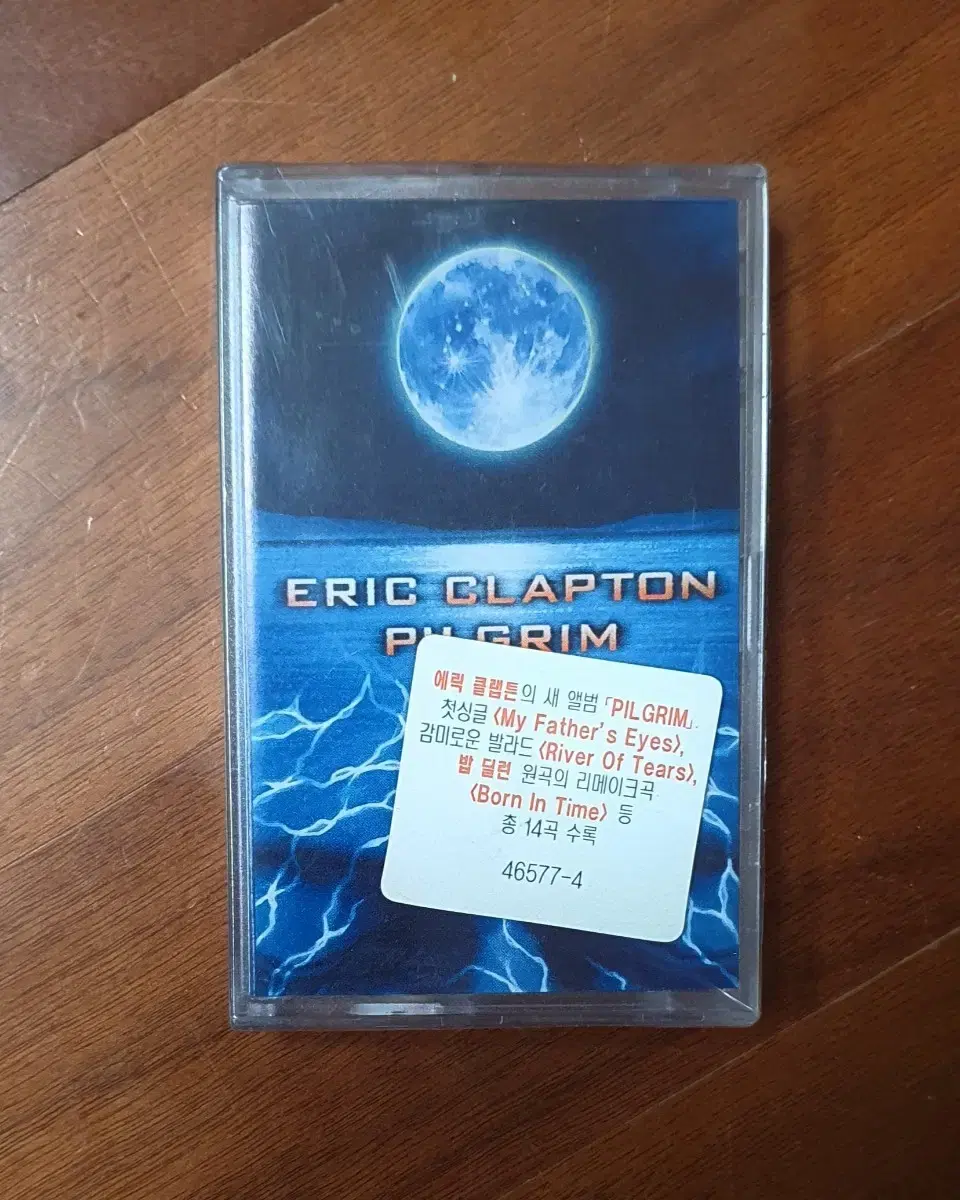 ERIC CLAPTON
PILGRIM
에릭 클랩튼의 새 앨범 「PILGRIM」.
첫싱글 〈My Father's Eyes〉,
감미로운 발라드 〈River Of Tears〉,
밥 딜런 원곡의 리메이크곡
〈Born In Time〉 등
총 14곡 수록
46577-4